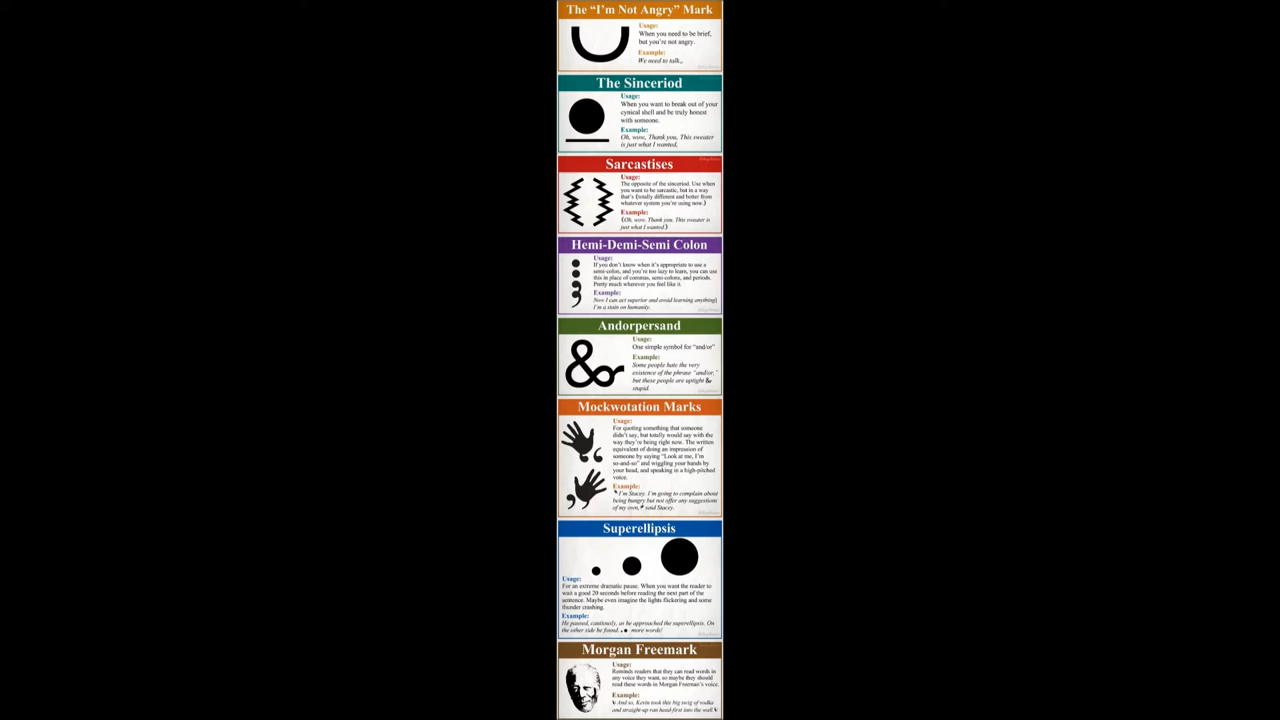 The “I’m Not Angry” Mark
Usage:
When you need to be brief,
but you’re not angry.
Example:
We need to talk
The Sinceriod
Usage:
When you want to break out of your
cynical shell and be truly honest
with someone.
Example:
Oh, wow, Thank you, This sweater
is just what I wanted,
Sarcastises
Usage:
The opposite of the sinceriod. Use when
you want to be sarcastic, but in a way
that’s (totally different and better from
whatever system you’re using now.)
Example:
(Oh, wow. Thank you. This sweater is
just what I wanted.)
Hemi-Demi-Semi Colon
Usage:
If you don’t know when it’s appropriate to use a
semi-colon, and you’re too lazy to learn, you can use
this in place of commas, semi-colons, and periods.
Pretty much wherever you feel like it.
Example:
Now I can act superior and avoid learning anything
I’m a stain on humanity.
Andorpersand
Usage:
One simple symbol for “and/or”
Example:
Some people hate the very
existence of the phrase “and/or,”
but these people are uptight &r
stupid.
Mockwotation Marks
Usage:
For quoting something that someone
didn’t say, but totally would say with the
way they’re being right now. The written
equivalent of doing an impression of
someone by saying “Look at me, I’m
so-and-so” and wiggling your hands by
your head, and speaking in a high-pitched
voice.
Example:
I’m Stacey. I’m going to complain about
being hungry but not offer any suggestions
of my own, said Stacey.
Superellipsis
Usage:
For an extreme dramatic pause. When you want the reader to
wait a good 20 seconds before reading the next part of the
sentence. Maybe even imagine the lights flickering and some
thunder crashing.
Example:
He paused, cautiously, as he approached the superellipsis. On
the other side he found. . ● more words!
Morgan Freemark
Usage:
Reminds readers that they can read words in
any voice they want, so maybe they should
read these words in Morgan Freeman’s voice.
Example:
And so, Kevin took this big swig of vodka
and straight-up ran head-first into the wall.